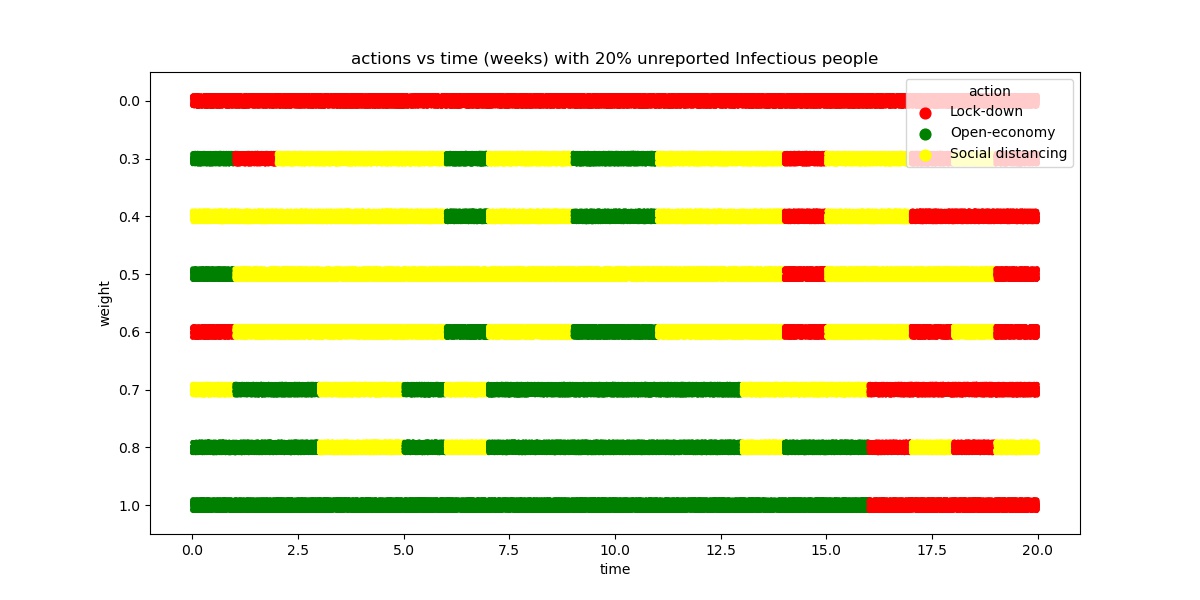 actions vs time (weeks) with 20% unreported Infectious people
action
Lock-down
Open-economy
Social distancing
weight
0.0
0.3
0.4
0.5
0.6
0.7
0.8
1.0
0.0 2.5 5.0 7.5 10.0 12.5 15.0 17.5 20.0
time